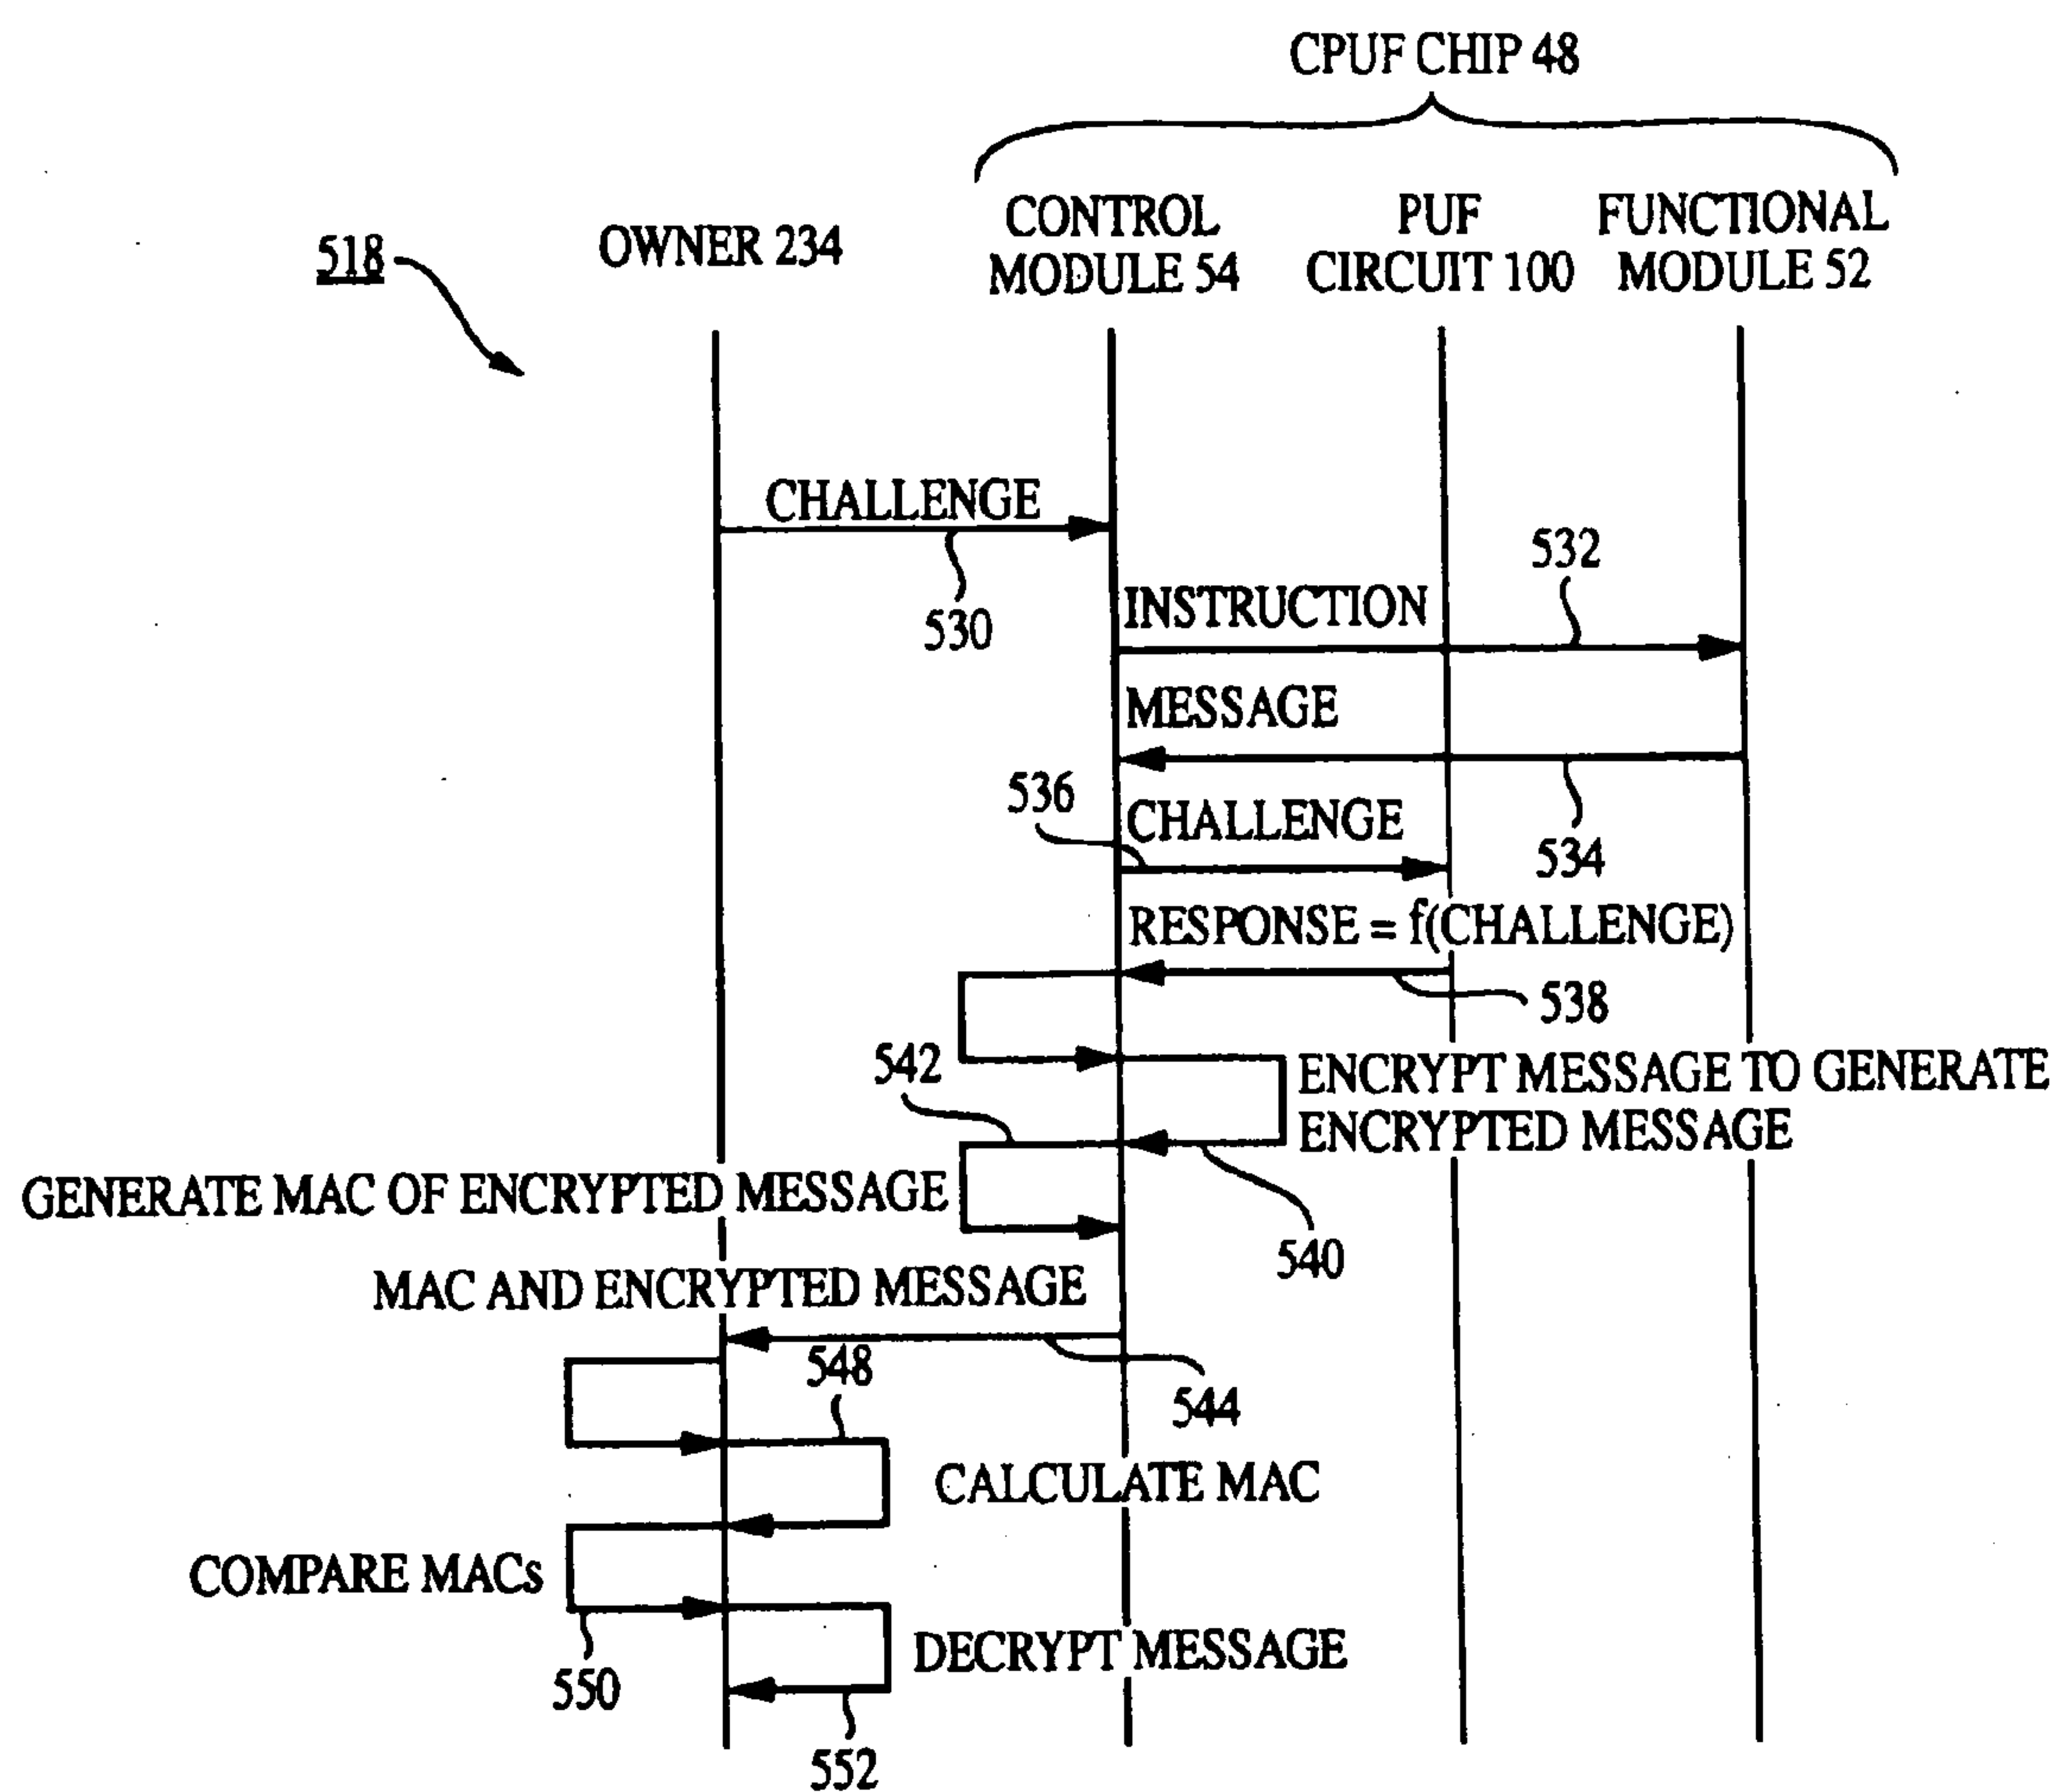 CPUF CHIP 48
518
OWNER 234
CONTROL
MODULE 54
PUF
CIRCUIT 100
FUNCTIONAL
MODULE 52
CHALLENGE
530
532
INSTRUCTION
MESSAGE
534
536
CHALLENGE
RESPONSE = f(CHALLENGE)
538
542
ENCRYPT MESSAGE TO GENERATE
ENCRYPTED MESSAGE
540
GENERATE MAC OF ENCRYPTED MESSAGE
MAC AND ENCRYPTED MESSAGE
544
548
CALCULATE MAC
COMPARE MACs
550
DECRYPT MESSAGE
552